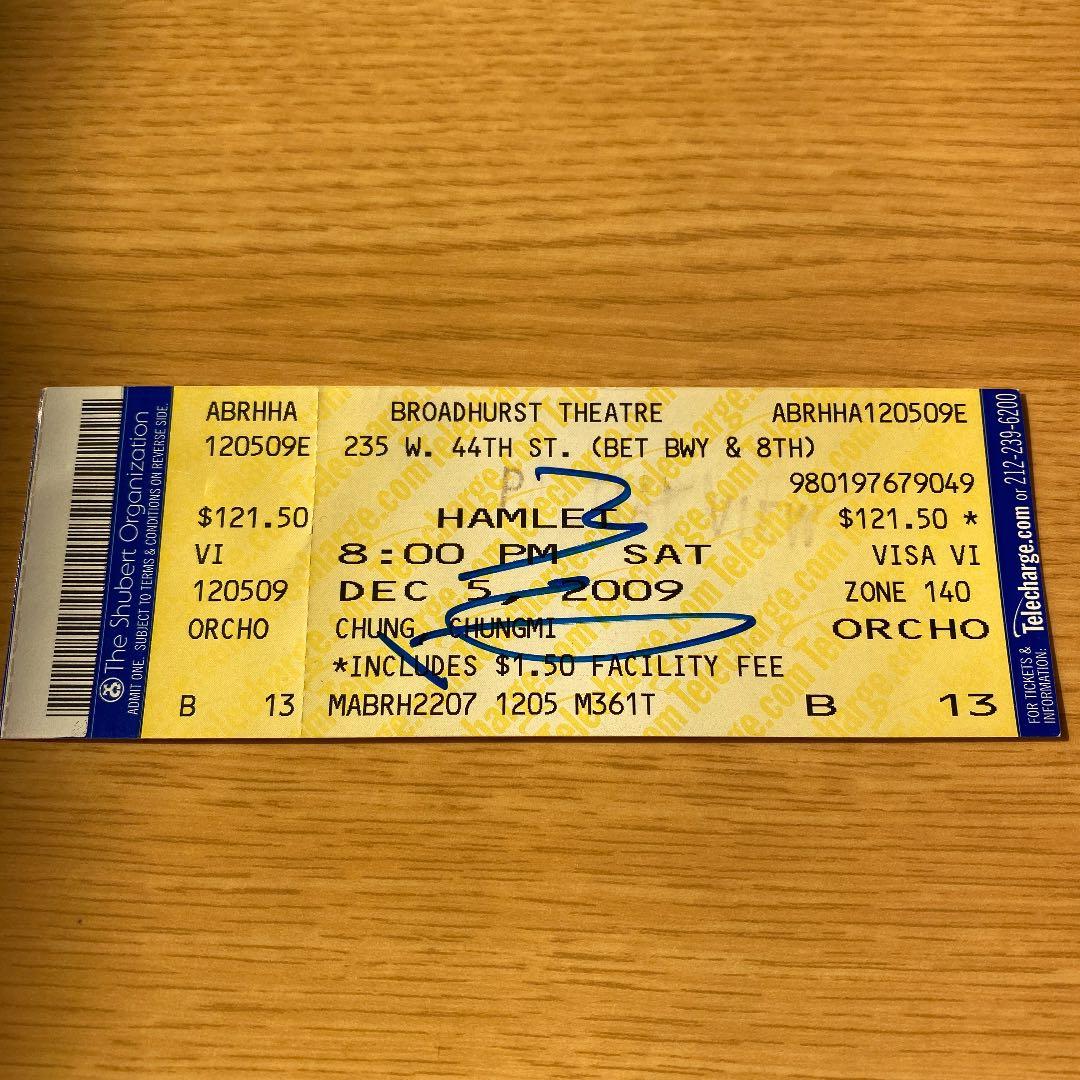 The Shubert Organization
ADMIT ONE. SUBJECT TO TERMS & CONDITIONS ON REVERSE SIDE.
ABRHHA
120509E
$121.50
VI
120509
ORCHO
B 13
BROADHURST THEATRE ABRHHA120509E
235 W. 44TH ST. (BET BWY & 8TH)
980197679049
HAMLET $121.50 *
8:00 PM SAT VISA VI
DEC 5, 2009 ZONE 140
CHUNG, CHUNGMI ORCHO
*INCLUDES $1.50 FACILITY FEE
MABRH2207 1205 M361T B 13
FOR TICKETS & INFORMATION: Telecharge.com or 212-239-6200